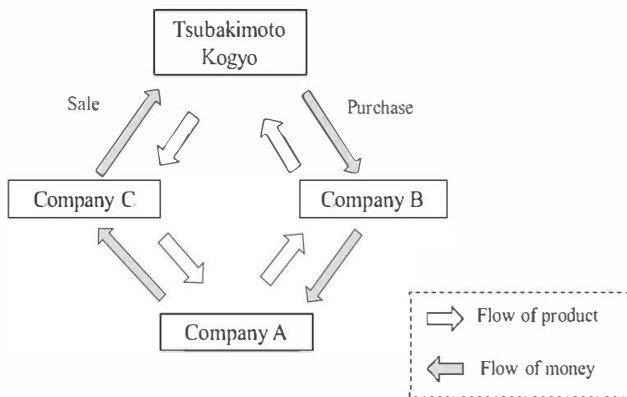 Tsubakimoto
Kogyo
Sale
Purchase
Company C
Company B
Company A
Flow of product
Flow of money